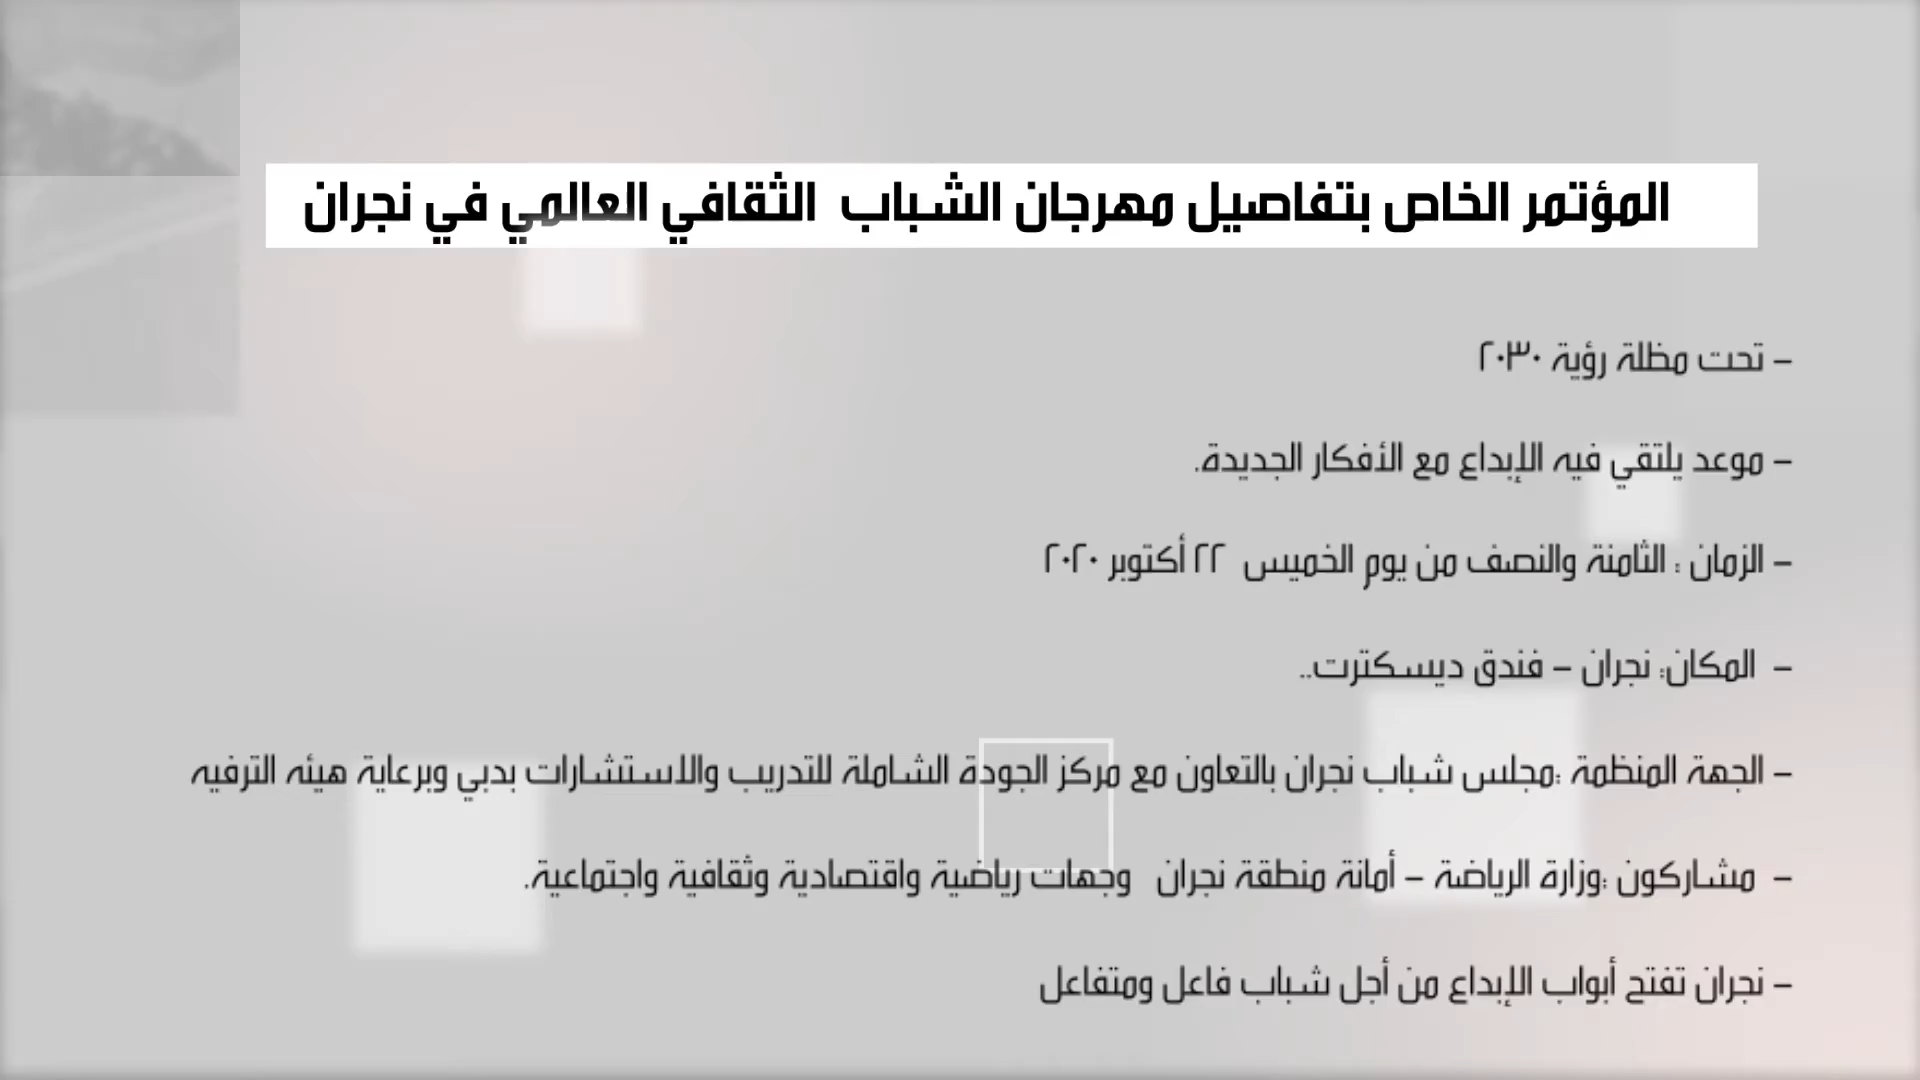 المؤتمر الخاص بتفاصيل مهرجان الشباب الثقافي العالمي في نجران
- تحت مظلة رؤية ٢٠٣٠
- موعد يلتقي فيه الإبداع مع الأفكار الجديدة.
- الزمان : الثامنة والنصف من يوم الخميس ٢٢ أكتوبر ٢٠٢٠
- المكان: نجران - فندق ديسكترت..
- الجهة المنظمة :مجلس شباب نجران بالتعاون مع مركز الجودة الشاملة للتدريب والاستشارات بدبي وبرعاية هيئه الترفيه
- مشاركون :وزارة الرياضة - أمانة منطقة نجران وجهات رياضية واقتصادية وثقافية واجتماعية.
- نجران تفتح أبواب الإبداع من أجل شباب فاعل ومتفاعل